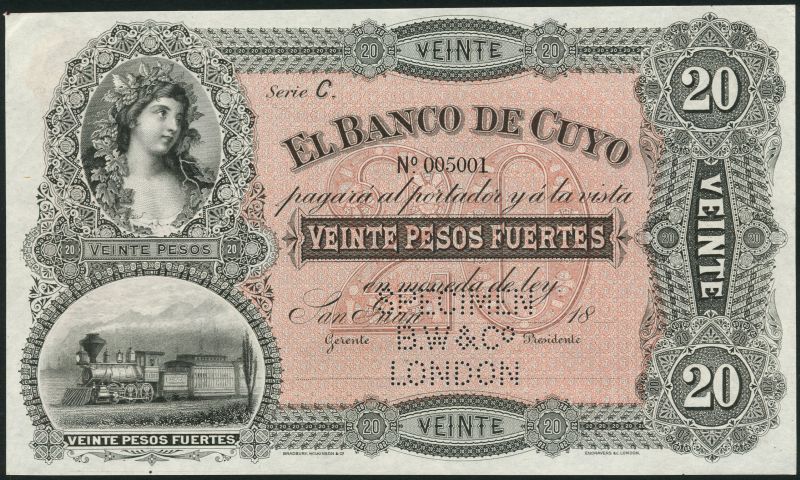 20 VEINTE 20
20
Serie C.
EL BANCO DE CUYO
Nº 005001
pagará al portador y á la vista
VEINTE PESOS FUERTES
20 VEINTE PESOS 20
en moneda de ley
SPECIMEN
San Juan 18
B.W & Cº
Gerente Presidente
LONDON
VEINTE
20
VEINTE PESOS FUERTES
20 VEINTE 20
BRADBURY, WILKINSON & Cº ENGRAVERS &c LONDON.